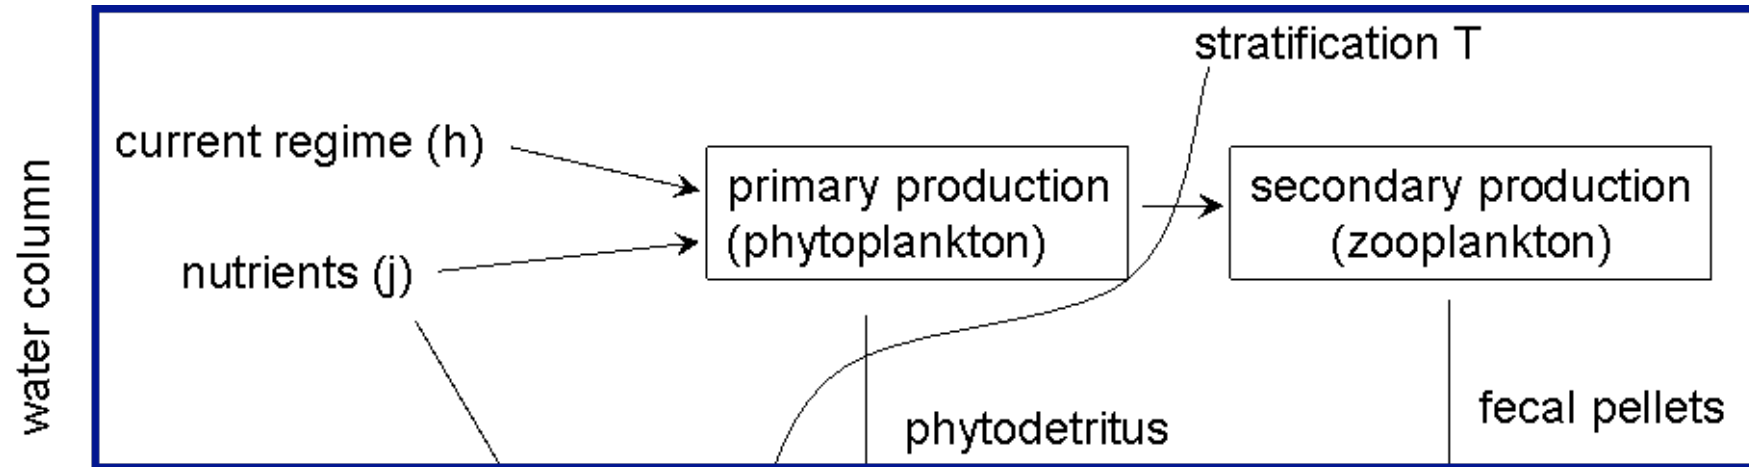 stratification T
current regime (h)
primary production
(phytoplankton)
secondary production
(zooplankton)
nutrients (j)
water column
phytodetritus
fecal pellets